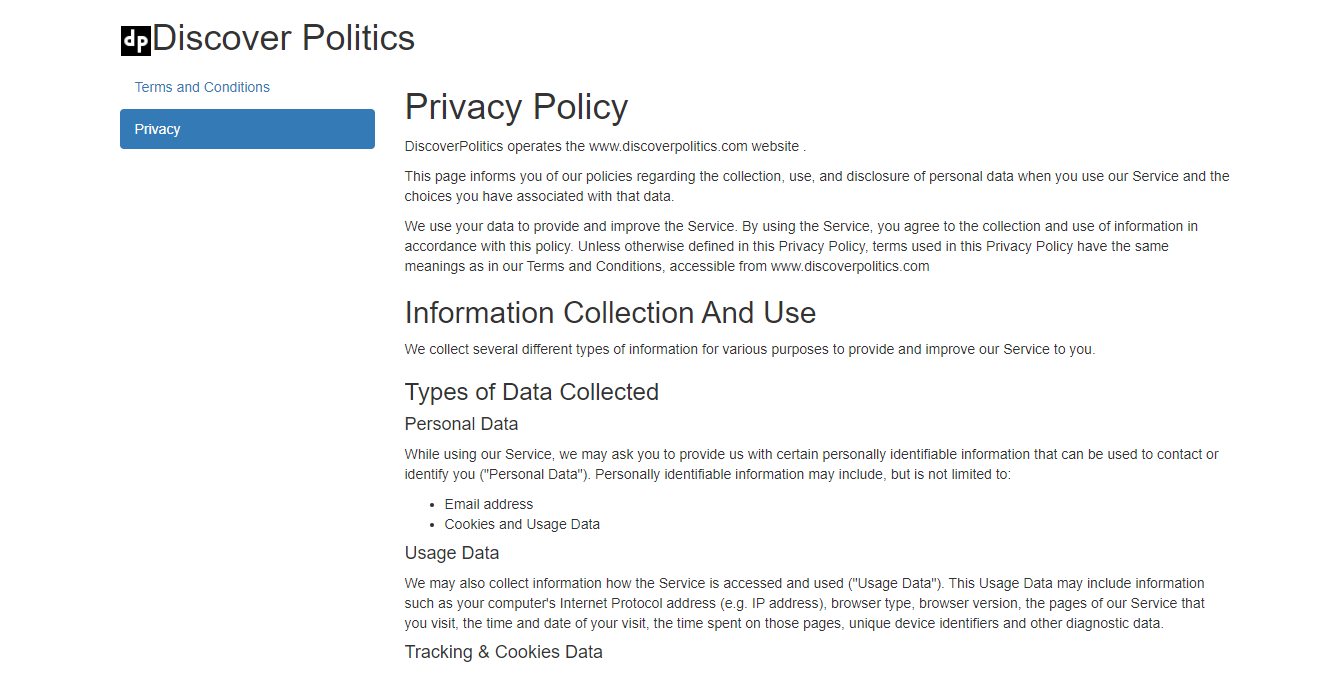 dp Discover Politics
Terms and Conditions
Privacy
Privacy Policy
DiscoverPolitics operates the www.discoverpolitics.com website .
This page informs you of our policies regarding the collection, use, and disclosure of personal data when you use our Service and the
choices you have associated with that data.
We use your data to provide and improve the Service. By using the Service, you agree to the collection and use of information in
accordance with this policy. Unless otherwise defined in this Privacy Policy, terms used in this Privacy Policy have the same
meanings as in our Terms and Conditions, accessible from www.discoverpolitics.com
Information Collection And Use
We collect several different types of information for various purposes to provide and improve our Service to you.
Types of Data Collected
Personal Data
While using our Service, we may ask you to provide us with certain personally identifiable information that can be used to contact or
identify you ("Personal Data"). Personally identifiable information may include, but is not limited to:
• Email address
• Cookies and Usage Data
Usage Data
We may also collect information how the Service is accessed and used ("Usage Data"). This Usage Data may include information
such as your computer's Internet Protocol address (e.g. IP address), browser type, browser version, the pages of our Service that
you visit, the time and date of your visit, the time spent on those pages, unique device identifiers and other diagnostic data.
Tracking & Cookies Data